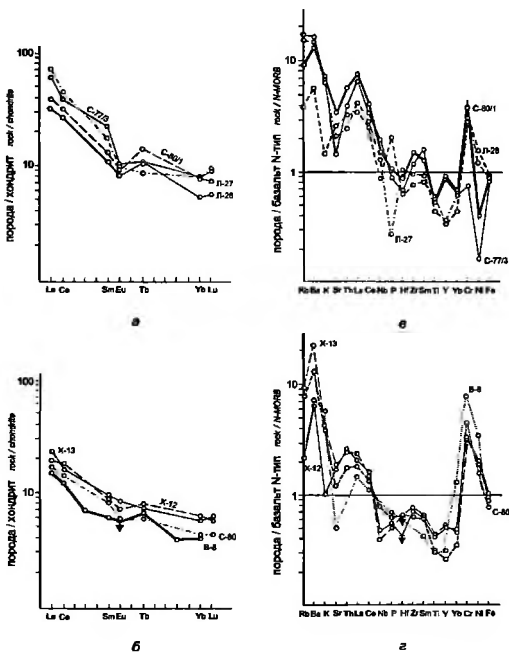 порода / хондрит rock / chondrite
100
10
С-77/3
С-80/1
Л-27
Л-26
La Ce Sm Eu Tb Yb Lu
а
порода / базальт N-тип rock / N-MORB
10
1
С-80/1
Л-26
Л-27
С-77/3
Rb Ba K Sr Th La Ce Nb P Hf Zr Sm Ti Y Yb Cr Ni Fe
в
порода / хондрит rock / chondrite
100
10
Х-13
Х-12
С-80
В-8
La Ce Sm Eu Tb Yb Lu
б
порода / базальт N-тип rock / N-MORB
10
1
Х-13
В-8
Х-12
С-80
Rb Ba K Sr Th La Ce Nb P Hf Zr Sm Ti Y Yb Cr Ni Fe
г